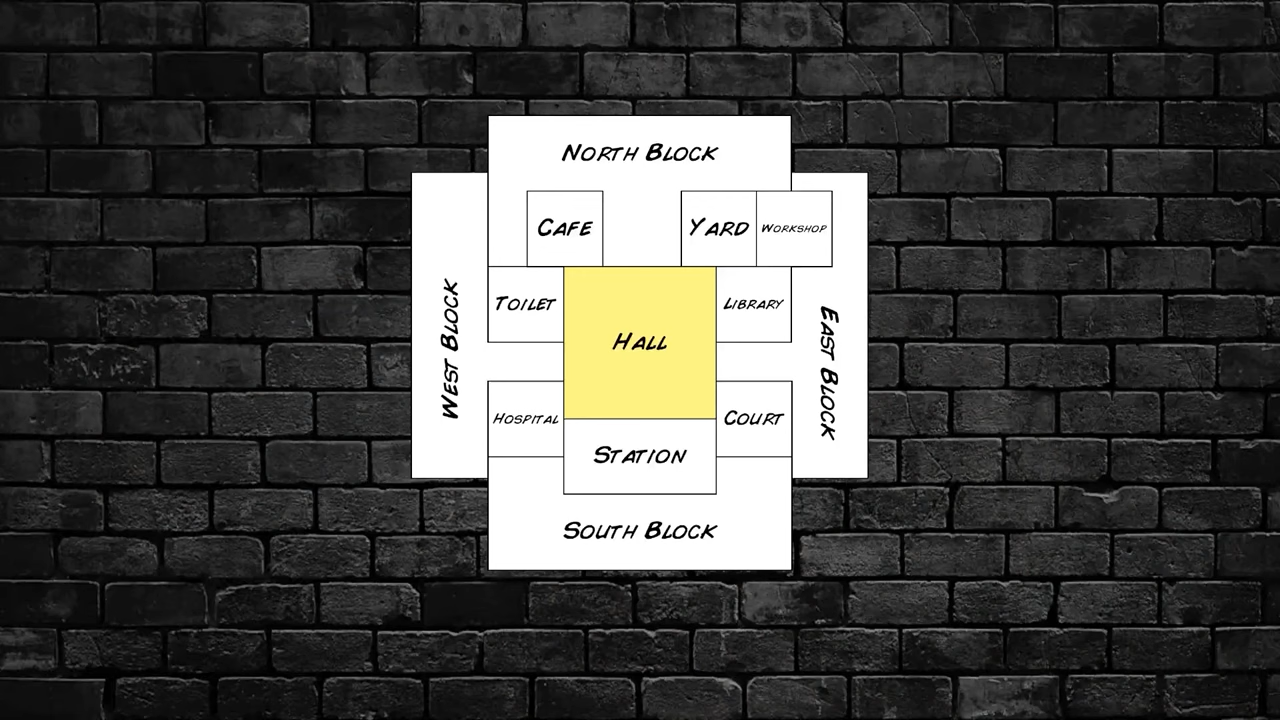 North Block
Cafe
Yard
Workshop
West Block
Toilet
Hall
Library
East Block
Hospital
Station
Court
South Block